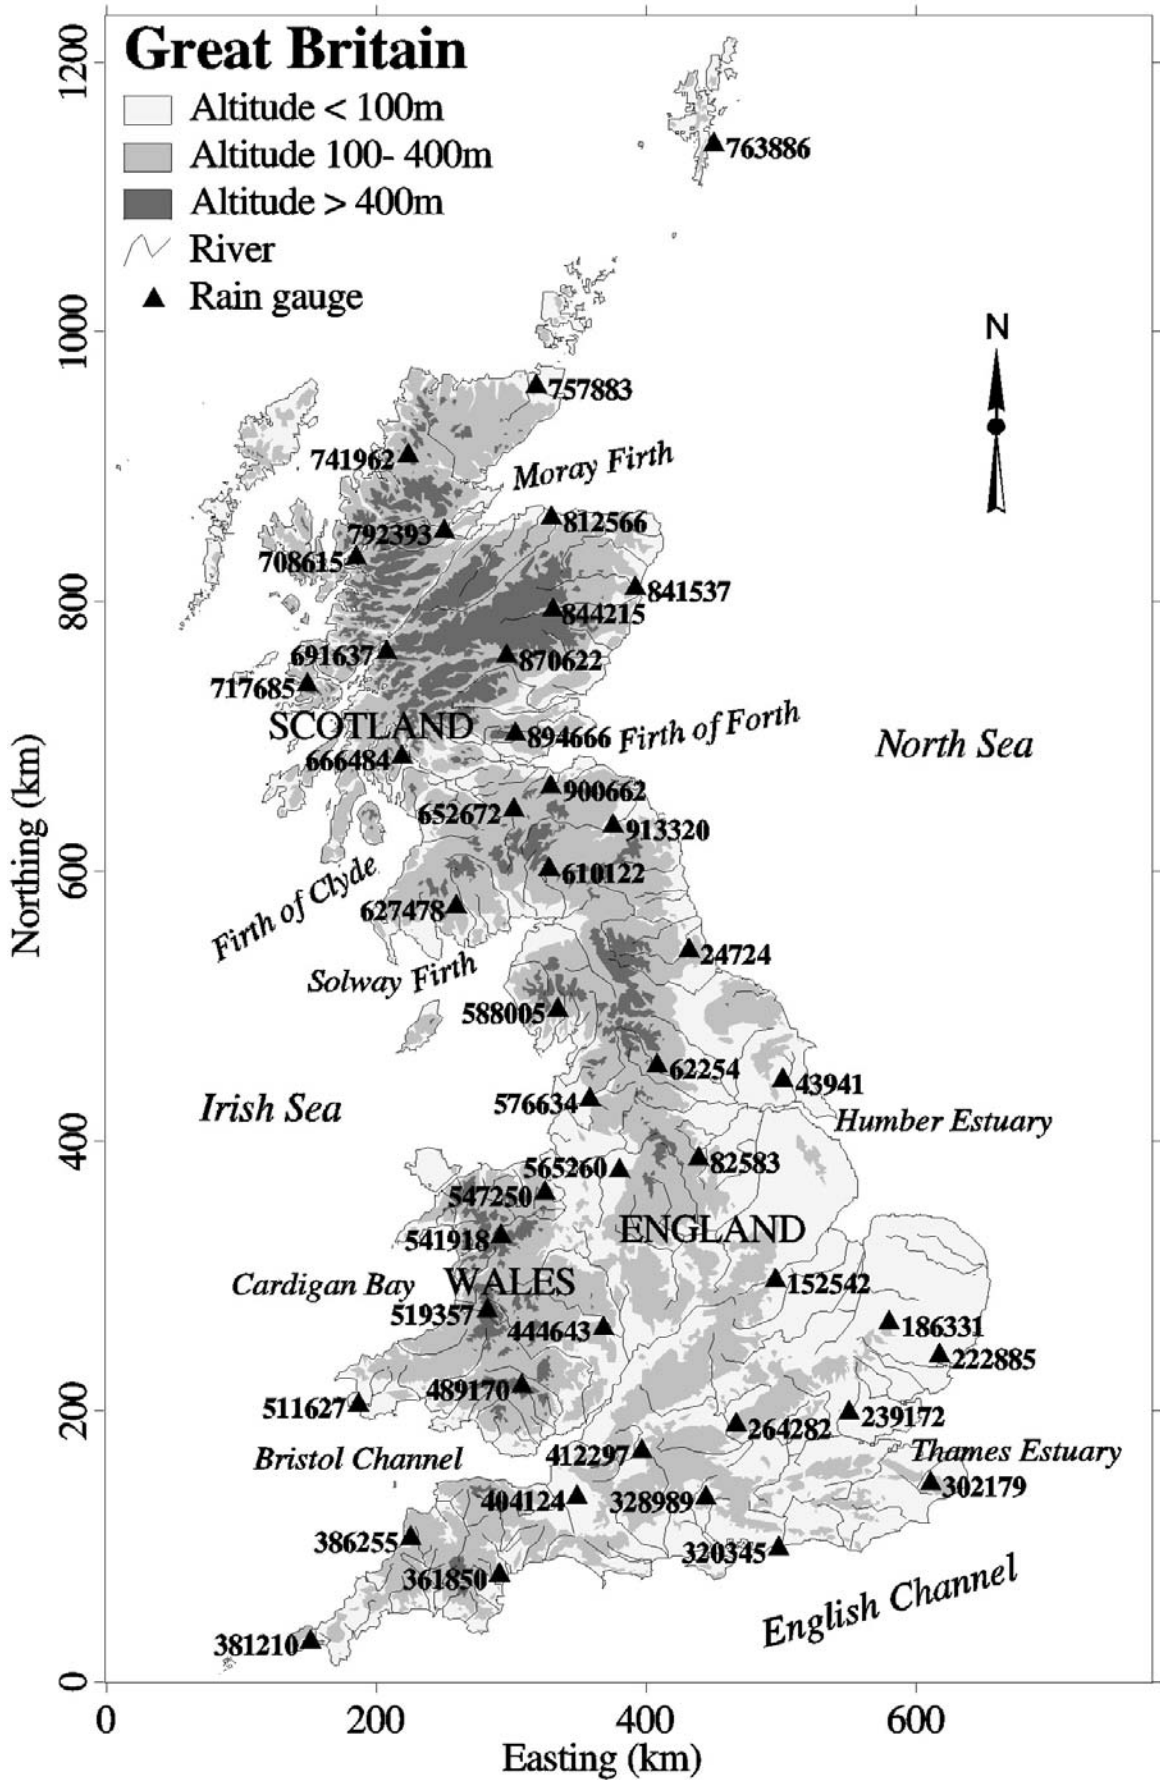 Great Britain
Altitude < 100m
Altitude 100- 400m
Altitude > 400m
River
Rain gauge
N
1200
1000
800
600
400
200
0
Northing (km)
763886
757883
741962
Moray Firth
812566
792393
708615
841537
844215
691637
870622
717685
SCOTLAND
894666
Firth of Forth
North Sea
666484
900662
652672
913320
610122
Firth of Clyde
627478
24724
Solway Firth
588005
62254
43941
576634
Irish Sea
Humber Estuary
565260
82583
547250
ENGLAND
541918
Cardigan Bay
WALES
152542
519357
444643
186331
222885
489170
511627
239172
264282
Bristol Channel
412297
Thames Estuary
302179
404124
328989
386255
320345
361850
English Channel
381210
0
200
400
600
Easting (km)